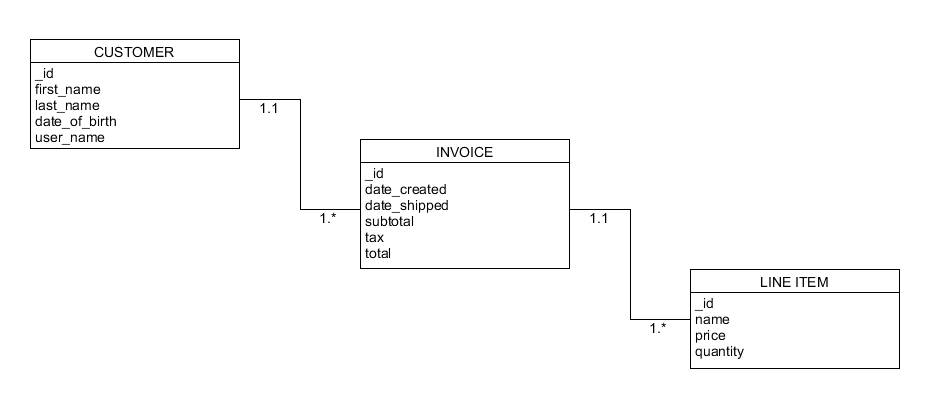 CUSTOMER
_id
first_name
last_name
date_of_birth
user_name
1.1
1.*
INVOICE
_id
date_created
date_shipped
subtotal
tax
total
1.1
1.*
LINE ITEM
_id
name
price
quantity